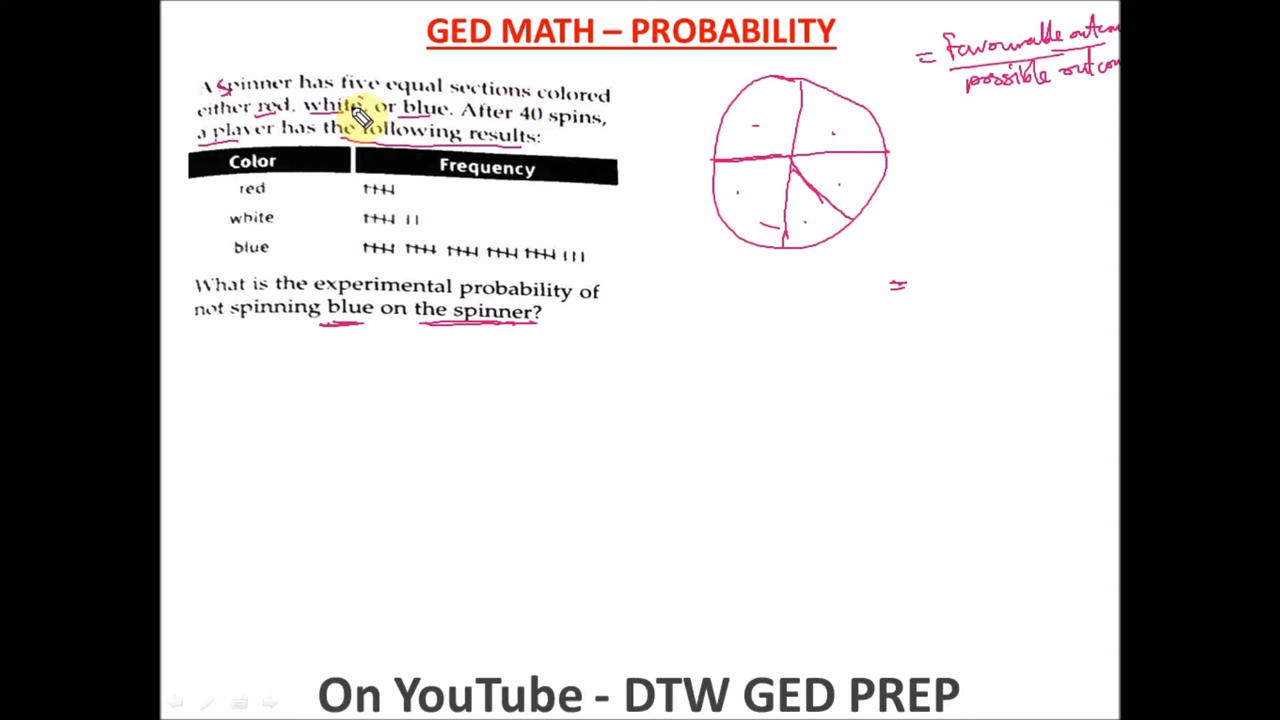 GED MATH – PROBABILITY
= favourable
possible
A spinner has five equal sections colored
either red, white, or blue. After 40 spins,
a player has the following results:
Color Frequency
red
white
blue
What is the experimental probability of
not spinning blue on the spinner?
=
On YouTube - DTW GED PREP